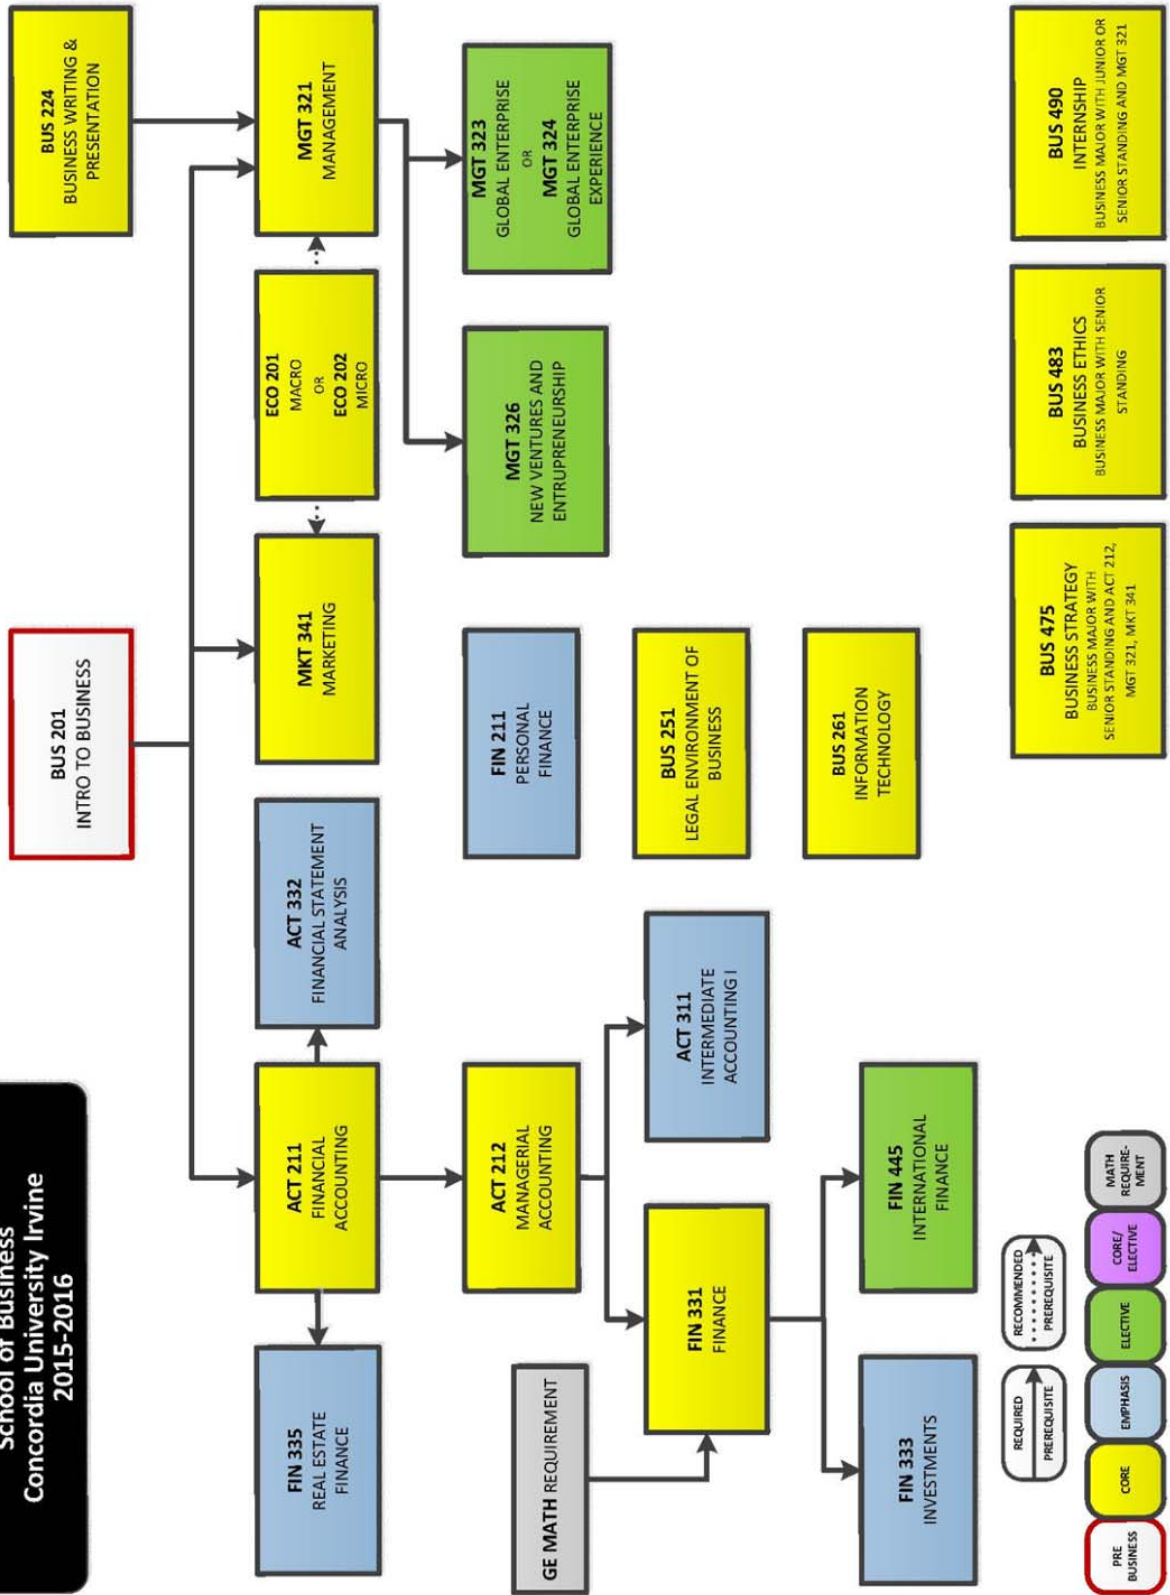 School of Business
Concordia University Irvine
2015-2016
BUS 201
INTRO TO BUSINESS
BUS 224
BUSINESS WRITING &
PRESENTATION
FIN 335
REAL ESTATE
FINANCE
ACT 211
FINANCIAL
ACCOUNTING
ACT 332
FINANCIAL STATEMENT
ANALYSIS
MKT 341
MARKETING
ECO 201
MACRO
OR
ECO 202
MICRO
MGT 321
MANAGEMENT
GE MATH REQUIREMENT
ACT 212
MANAGERIAL
ACCOUNTING
FIN 211
PERSONAL
FINANCE
MGT 326
NEW VENTURES AND
ENTRUPRENEURSHIP
MGT 323
GLOBAL ENTERPRISE
OR
MGT 324
GLOBAL ENTERPRISE
EXPERIENCE
FIN 331
FINANCE
ACT 311
INTERMEDIATE
ACCOUNTING I
BUS 251
LEGAL ENVIRONMENT OF
BUSINESS
BUS 261
INFORMATION
TECHNOLOGY
FIN 333
INVESTMENTS
FIN 445
INTERNATIONAL
FINANCE
BUS 475
BUSINESS STRATEGY
BUSINESS MAJOR WITH
SENIOR STANDING AND ACT 212,
MGT 321, MKT 341
BUS 483
BUSINESS ETHICS
BUSINESS MAJOR WITH SENIOR
STANDING
BUS 490
INTERNSHIP
BUSINESS MAJOR WITH JUNIOR OR
SENIOR STANDING AND MGT 321
REQUIRED
PREREQUISITE
RECOMMENDED
PREREQUISITE
PRE
BUSINESS
CORE
EMPHASIS
ELECTIVE
CORE/
ELECTIVE
MATH
REQUIRE-
MENT